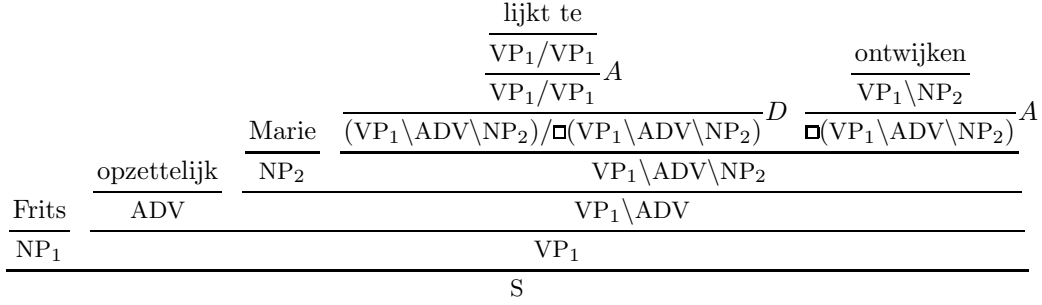 lijkt te
VP₁/VP₁ ontwijken
VP₁/VP₁ A VP₁\NP₂
Marie (VP₁\ADV\NP₂)/□(VP₁\ADV\NP₂) D □(VP₁\ADV\NP₂) A
opzettelijk NP₂ VP₁\ADV\NP₂
Frits ADV VP₁\ADV
NP₁ VP₁
S